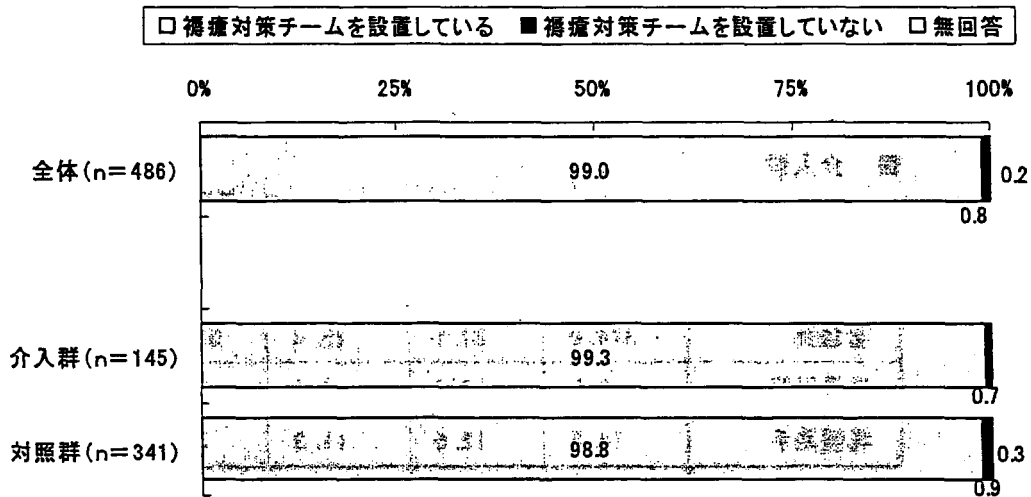 □褥瘡対策チームを設置している ■褥瘡対策チームを設置していない □無回答
0% 25% 50% 75% 100%
全体(n=486) 99.0 0.2
0.8
介入群(n=145) 99.3
0.7
対照群(n=341) 98.8 0.3
0.9